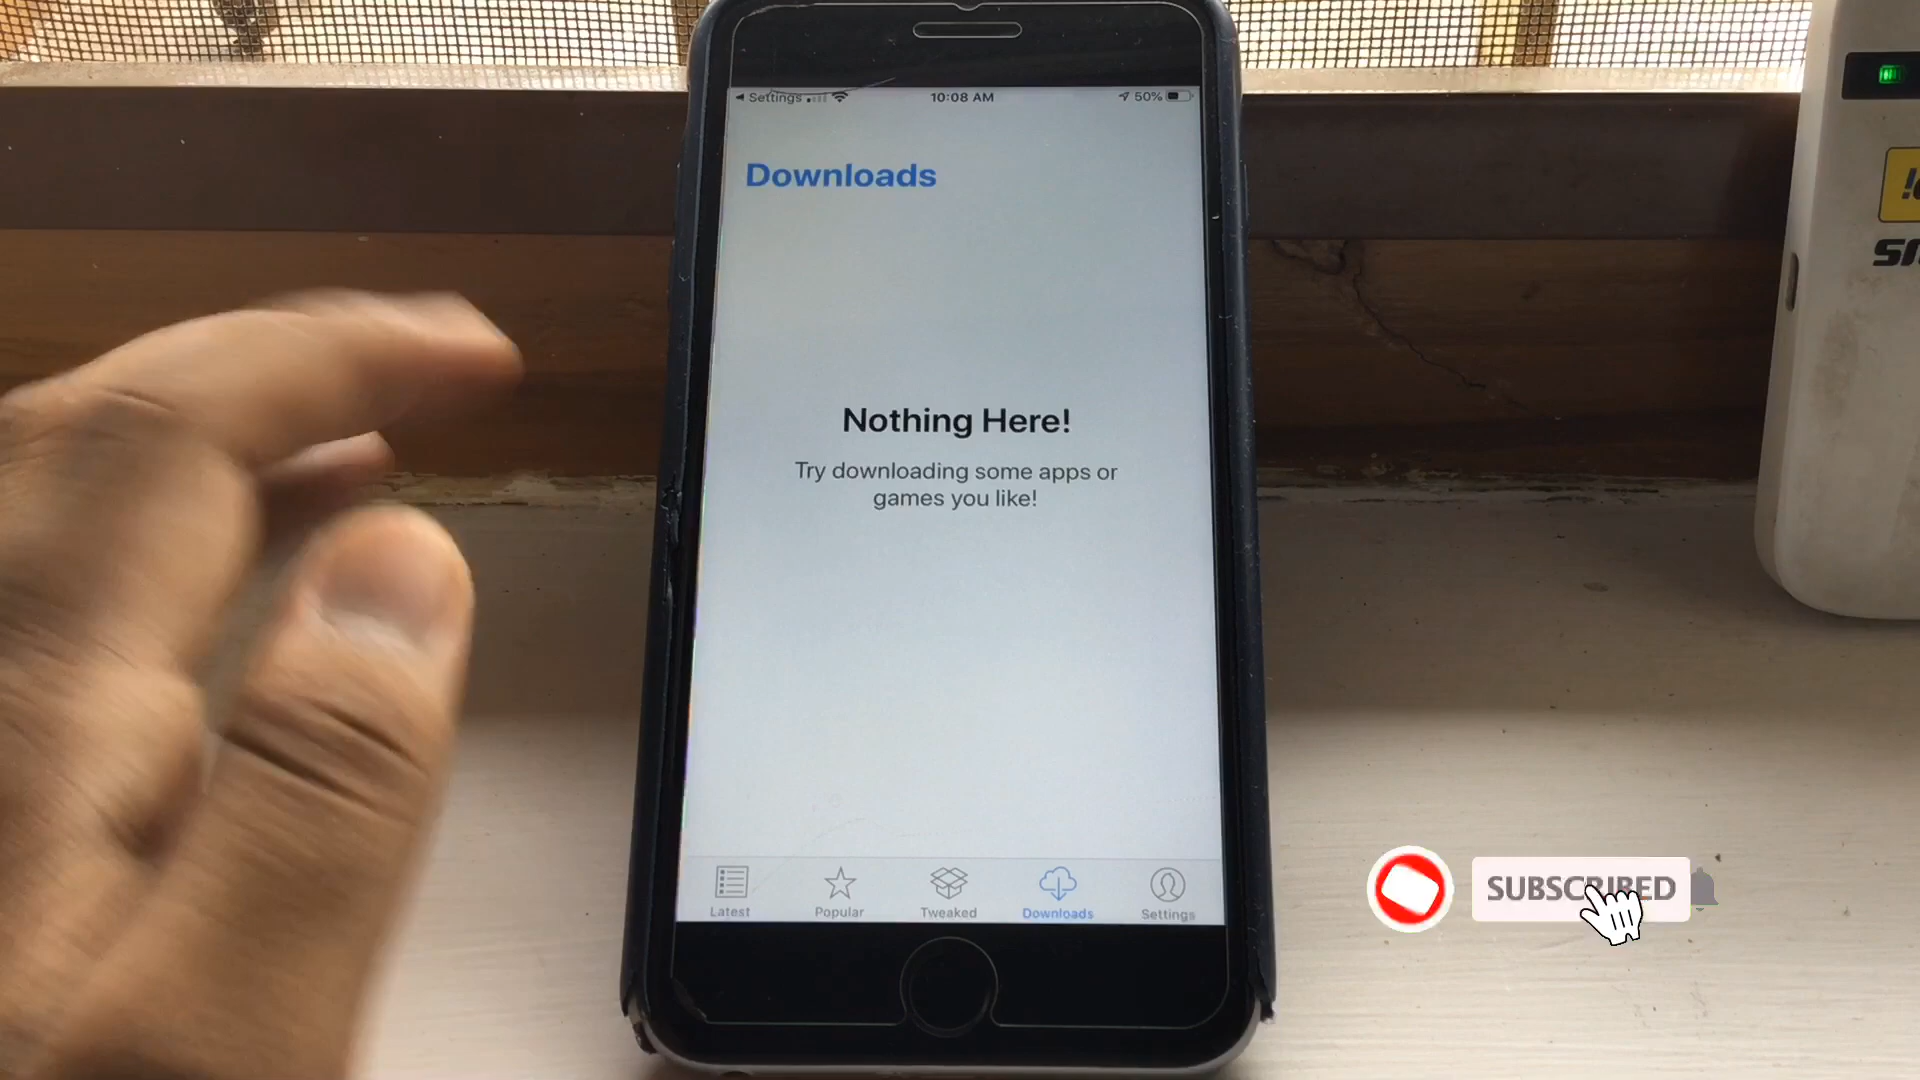 Settings
10:08 AM
50%
Downloads
Nothing Here!
Try downloading some apps or
games you like!
Latest
Popular
Tweaked
Downloads
Settings
SUBSCRIBED